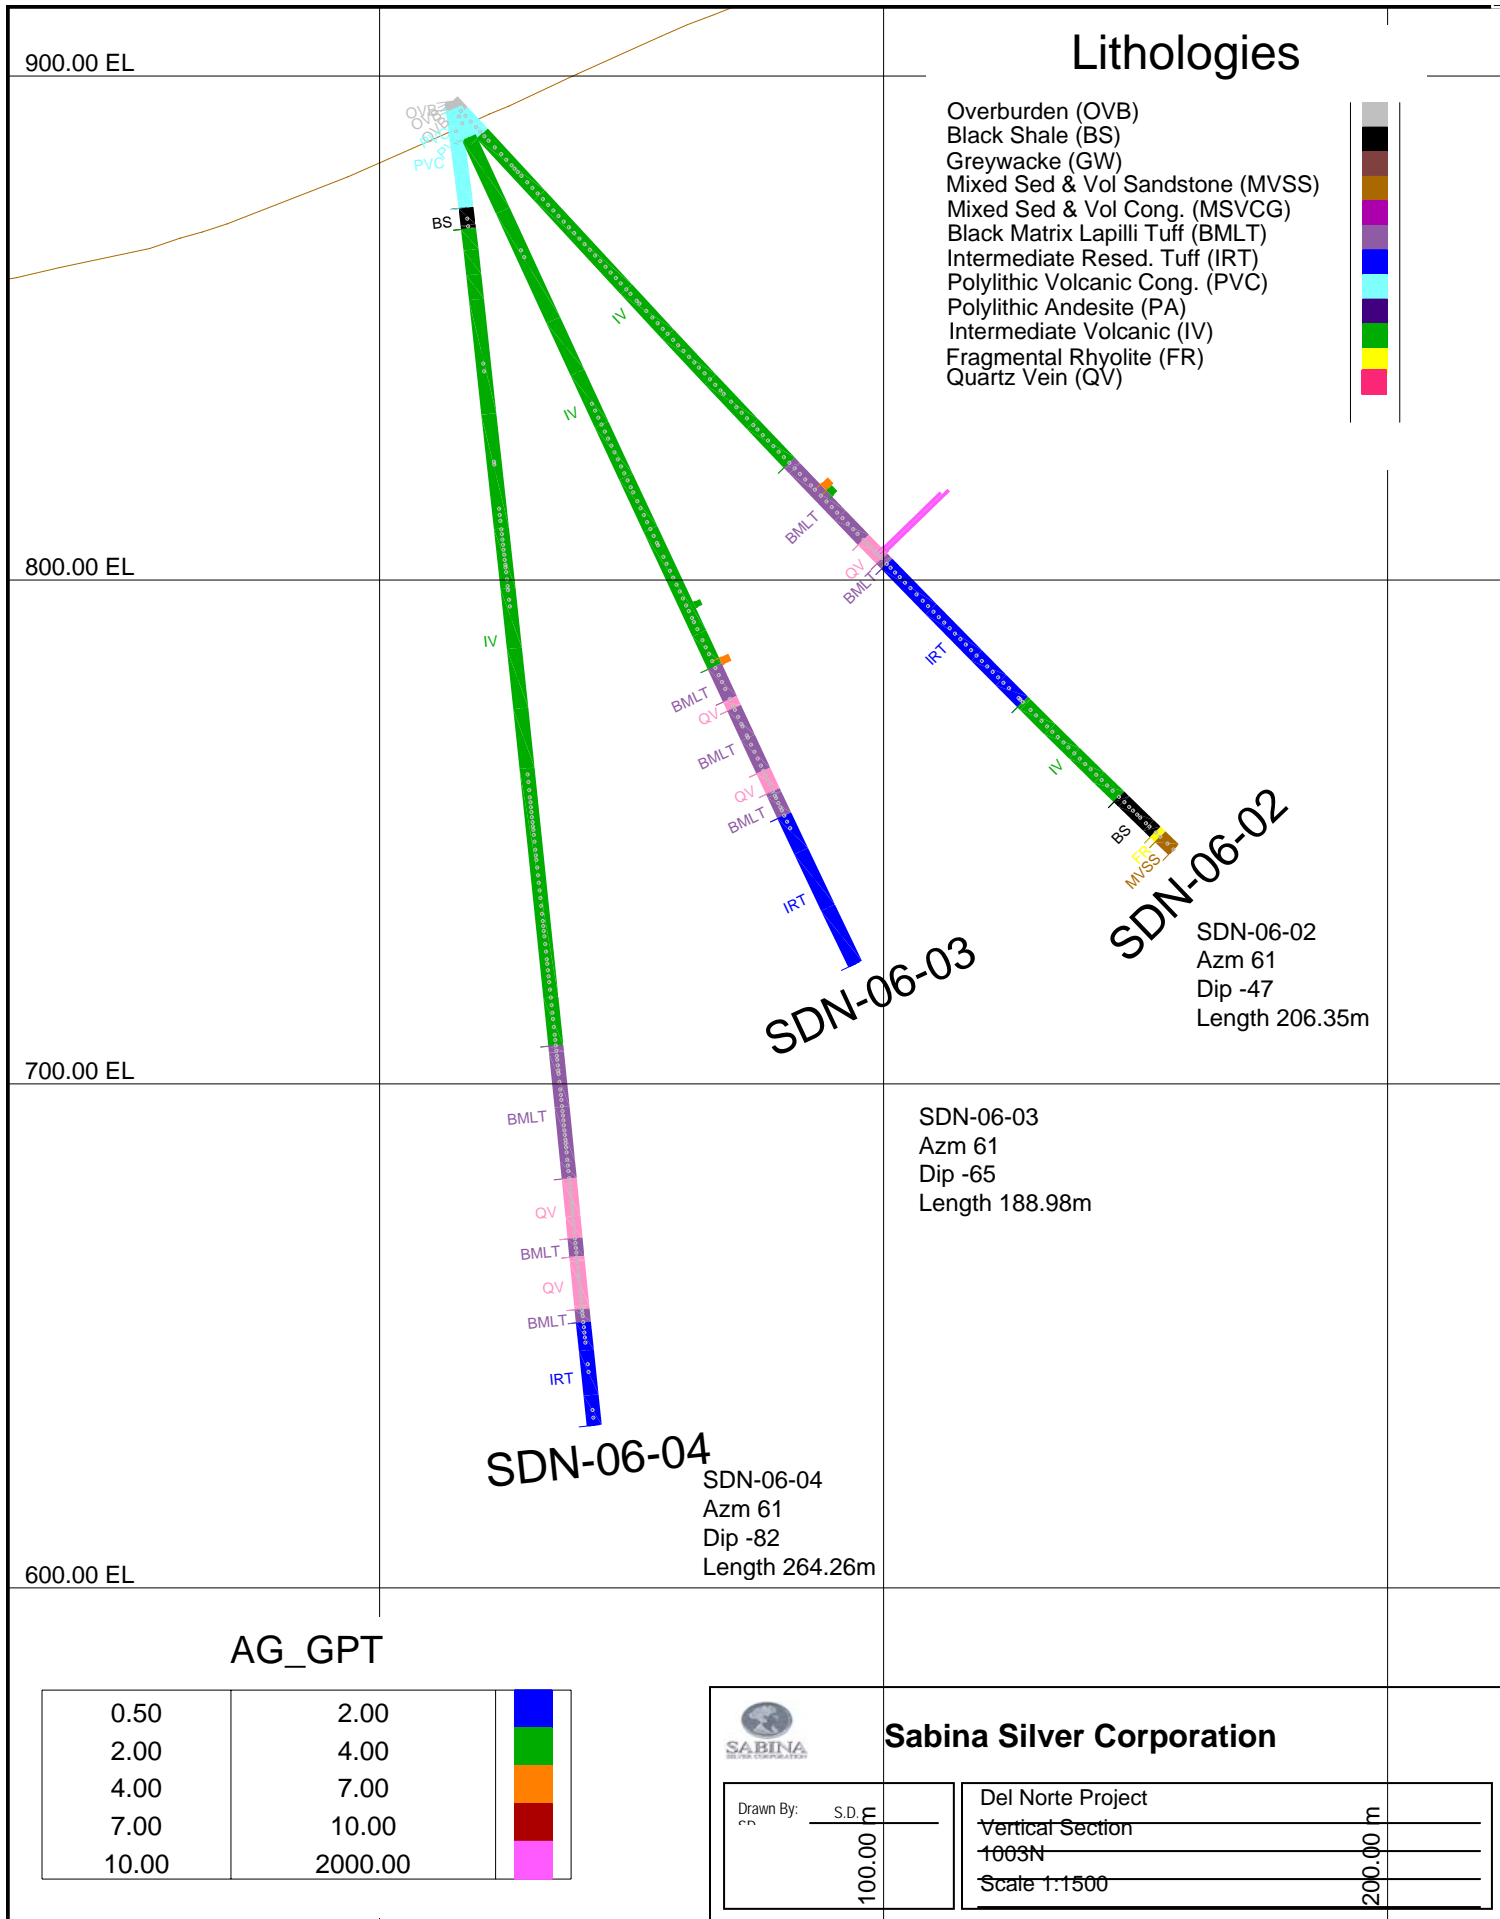 Lithologies
900.00 EL
Overburden (OVB)
Black Shale (BS)
Greywacke (GW)
Mixed Sed & Vol Sandstone (MVSS)
Mixed Sed & Vol Cong. (MSVCG)
Black Matrix Lapilli Tuff (BMLT)
Intermediate Resed. Tuff (IRT)
Polylithic Volcanic Cong. (PVC)
Polylithic Andesite (PA)
Intermediate Volcanic (IV)
Fragmental Rhyolite (FR)
Quartz Vein (QV)
OVB
OVB
OVB
PVC
BS
IV
IV
BMLT
QV
BMLT
800.00 EL
IV
IRT
BMLT
QV
BMLT
QV
BMLT
IV
BS
FR
MVSS
IRT
SDN-06-02
SDN-06-02
Azm 61
Dip -47
Length 206.35m
SDN-06-03
700.00 EL
SDN-06-03
Azm 61
Dip -65
Length 188.98m
BMLT
QV
BMLT
QV
BMLT
IRT
SDN-06-04
SDN-06-04
Azm 61
Dip -82
Length 264.26m
600.00 EL
AG_GPT
0.50 2.00
2.00 4.00
4.00 7.00
7.00 10.00
10.00 2000.00
SABINA
SILVER CORPORATION
Sabina Silver Corporation
Drawn By: S.D.
100.00 m
Del Norte Project
Vertical Section
1003N
Scale 1:1500
200.00 m